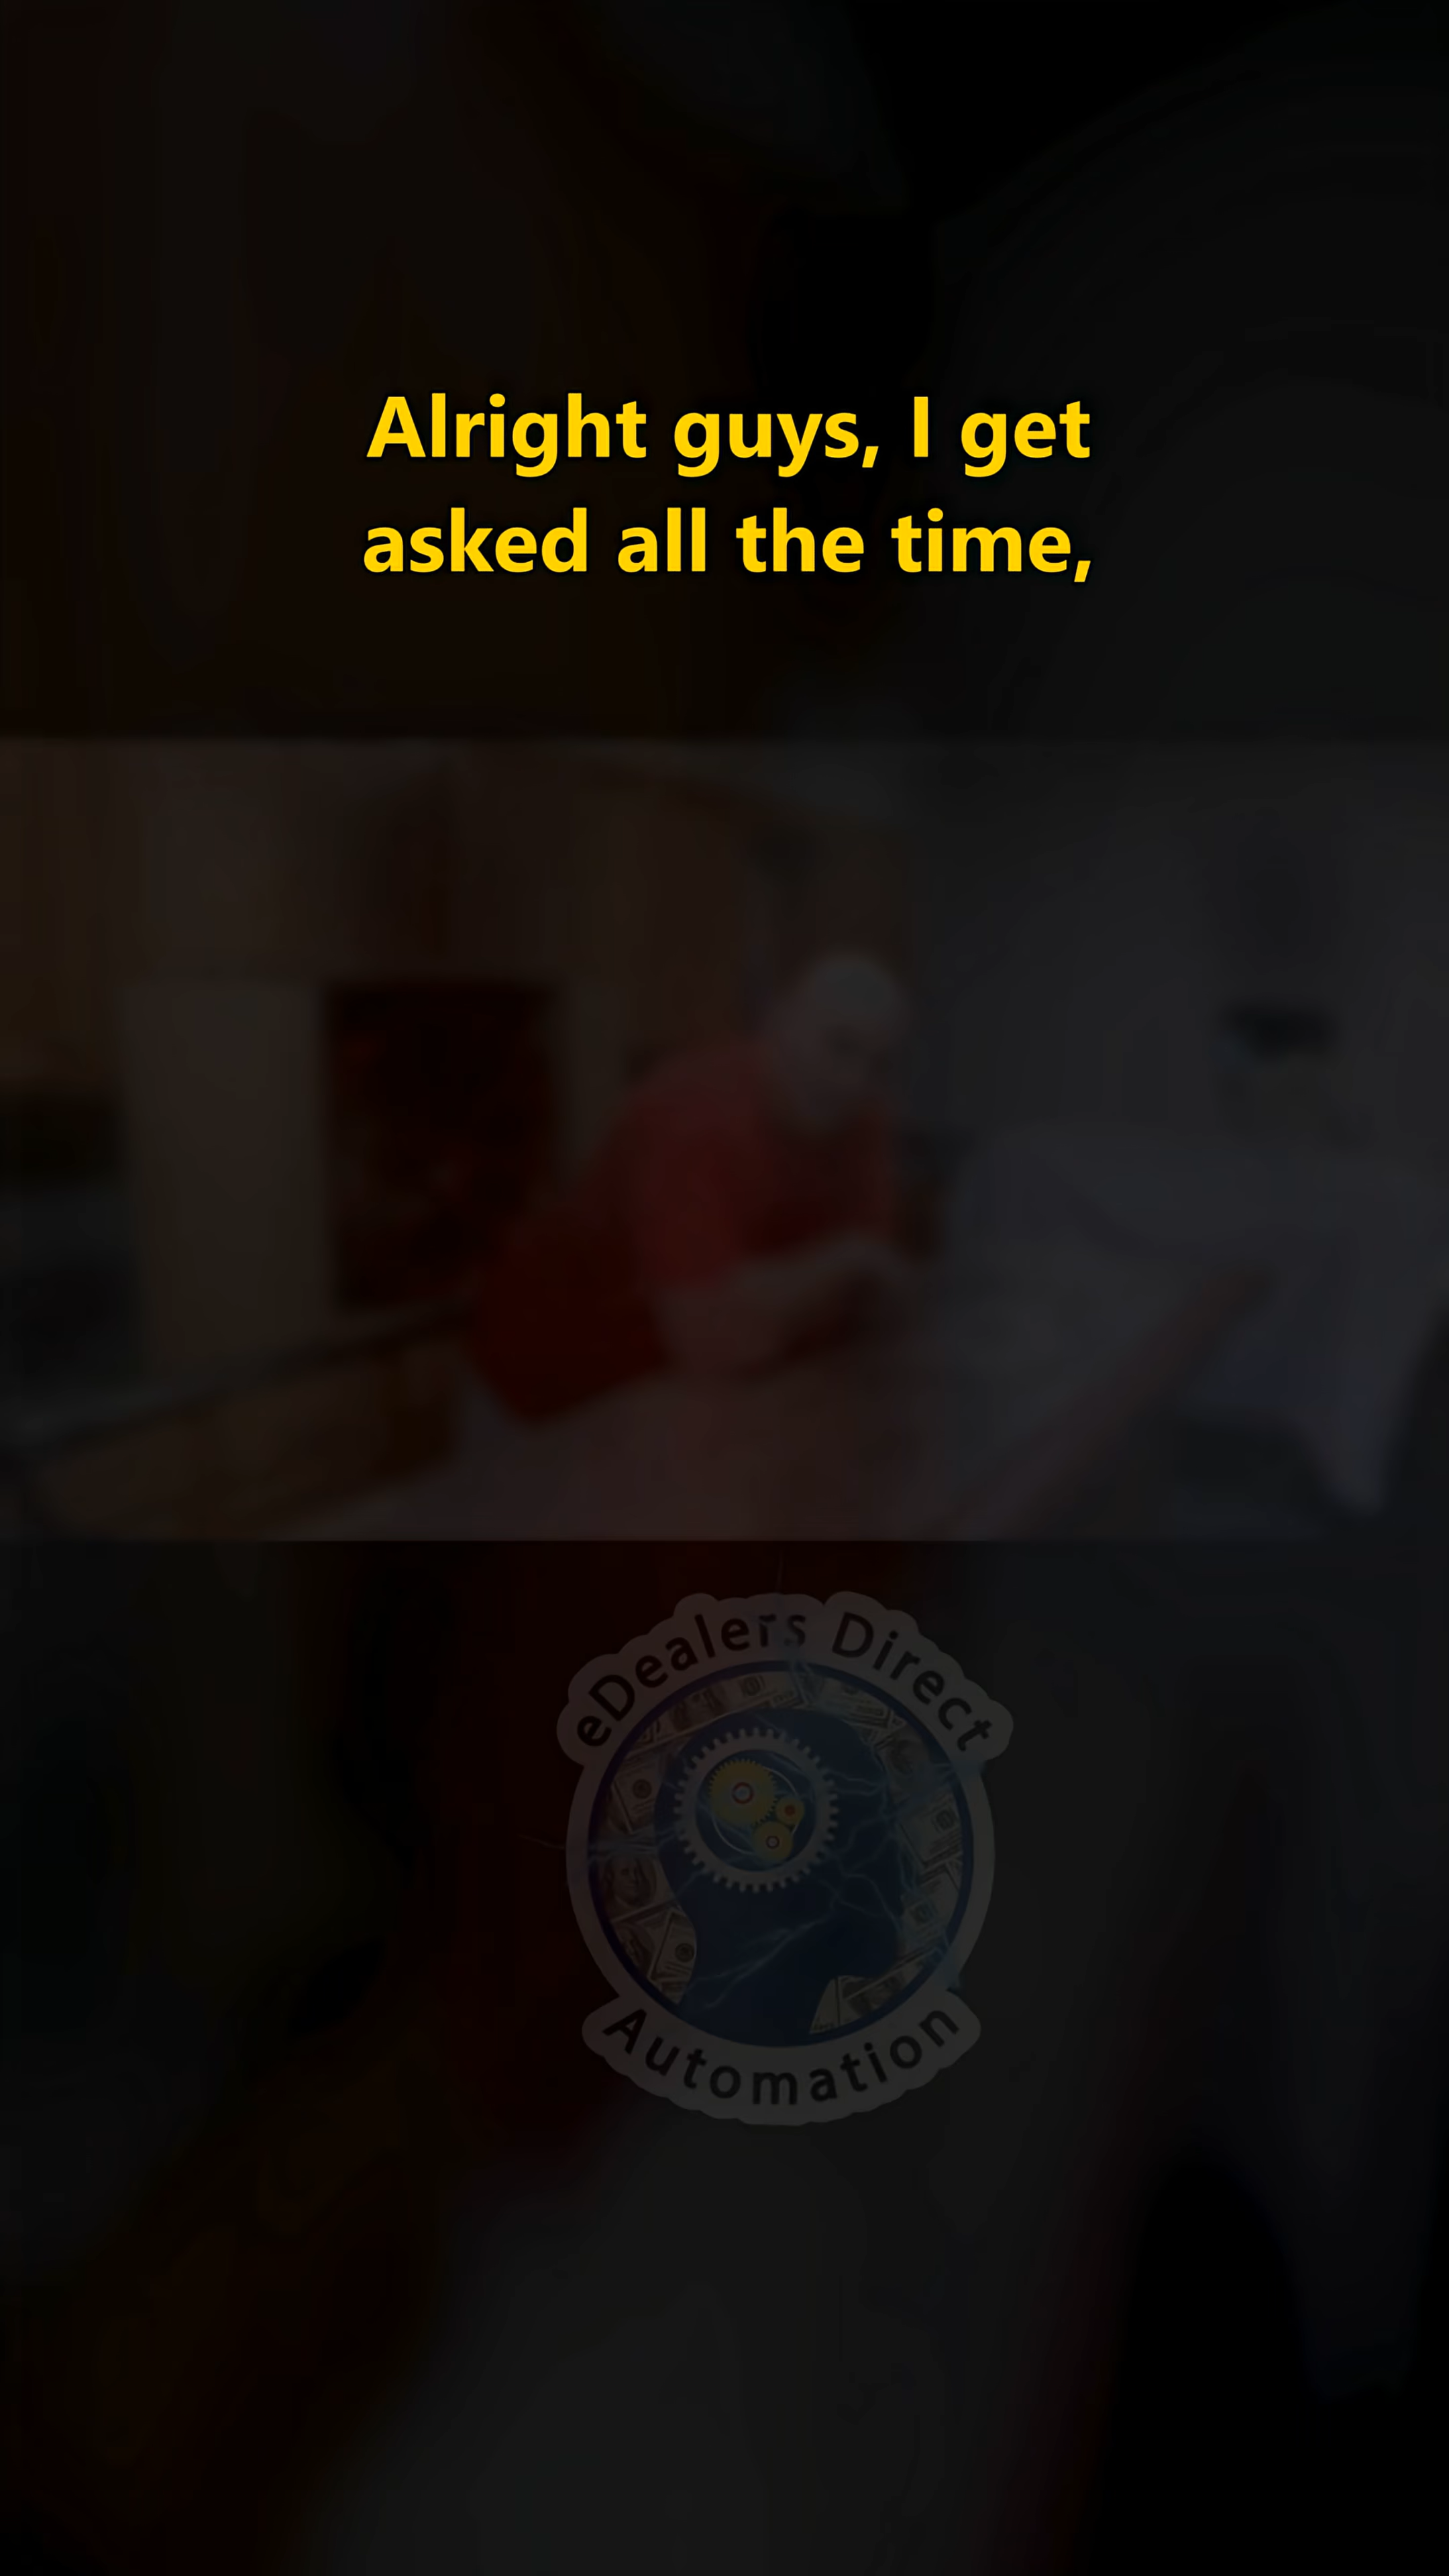 Alright guys, I get
asked all the time,
eDealers Direct
Automation